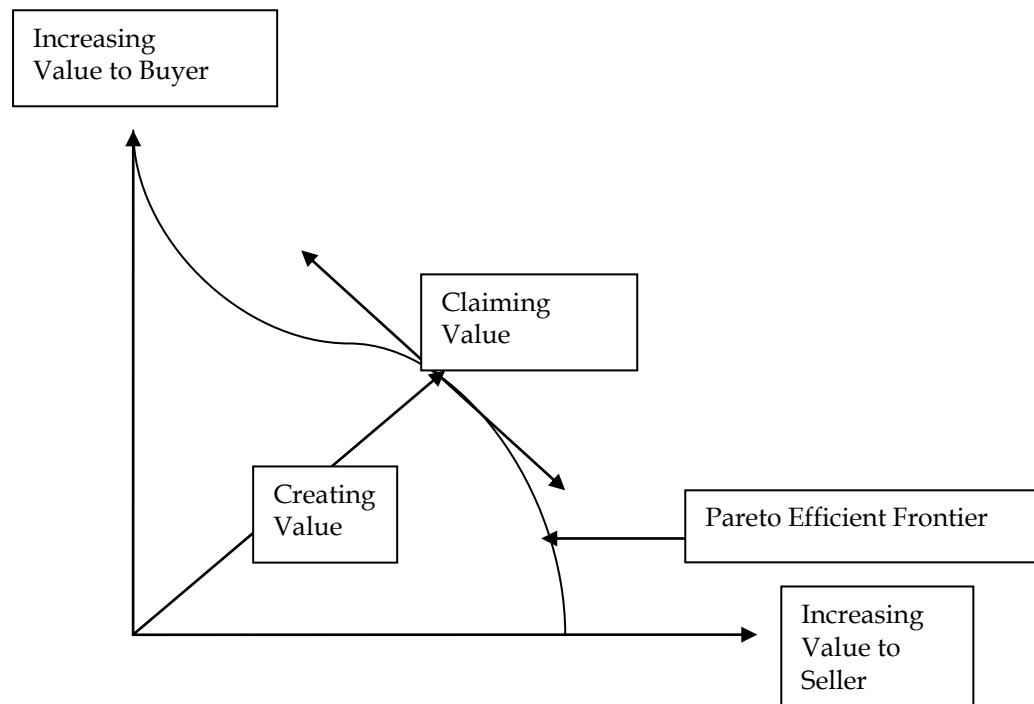 Increasing
Value to Buyer
Claiming
Value
Creating
Value
Pareto Efficient Frontier
Increasing
Value to
Seller